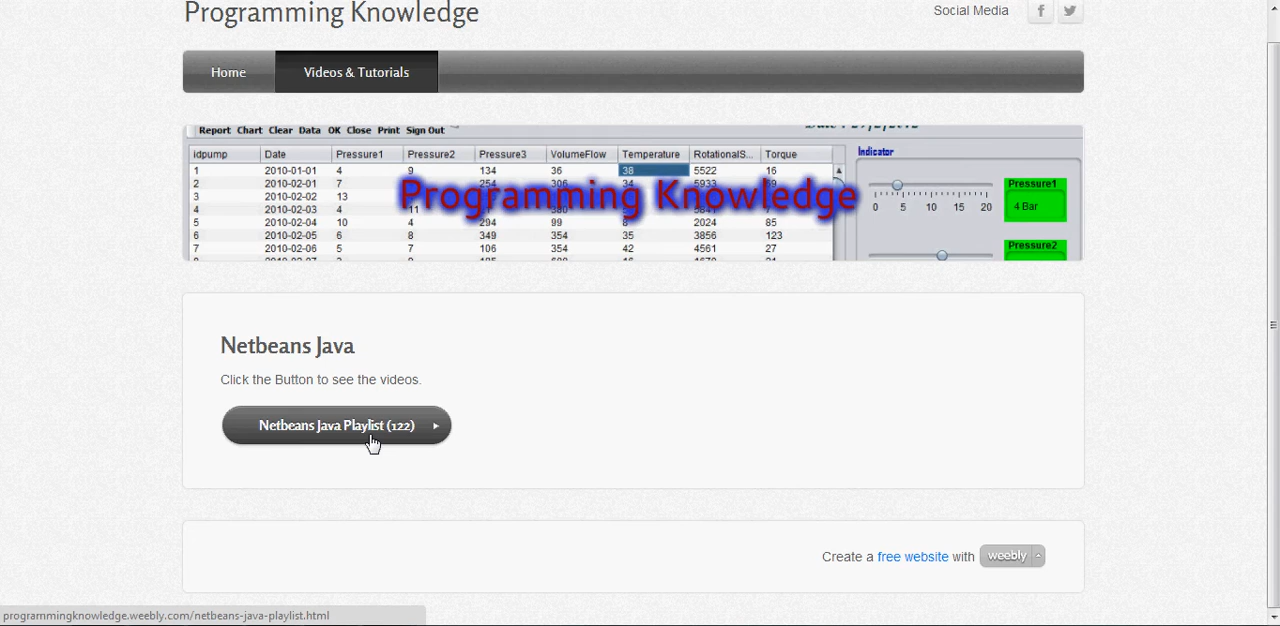 Programming Knowledge
Social Media
Home
Videos & Tutorials
Report Chart Clear Data OK Close Print Sign Out
idpump Date Pressure1 Pressure2 Pressure3 VolumeFlow Temperature RotationalS... Torque
1 2010-01-01 4 9 134 36 38 5522 16
2 2010-02-01 7 254 306 34 5933
3 2010-02-02 13
4 2010-02-03 4 11
5 2010-02-04 10 4 294 99 2024 85
6 2010-02-05 6 8 349 354 35 3856 123
7 2010-02-06 5 7 106 354 42 4561 27
Programming Knowledge
Indicator
0 5 10 15 20
Pressure1
4 Bar
Pressure2
Netbeans Java
Click the Button to see the videos.
Netbeans Java Playlist (122)
Create a free website with weebly
programmingknowledge.weebly.com/netbeans-java-playlist.html